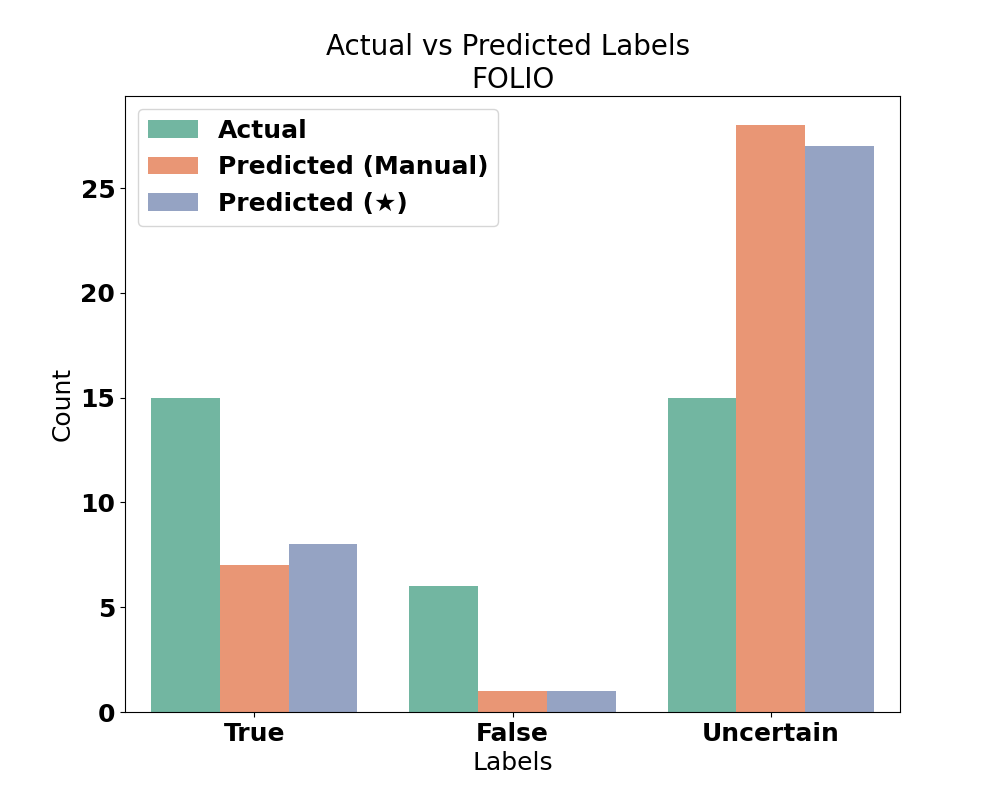 Actual vs Predicted Labels
FOLIO
Actual
Predicted (Manual)
Predicted (★)
Count
25
20
15
10
5
0
True False Uncertain
Labels